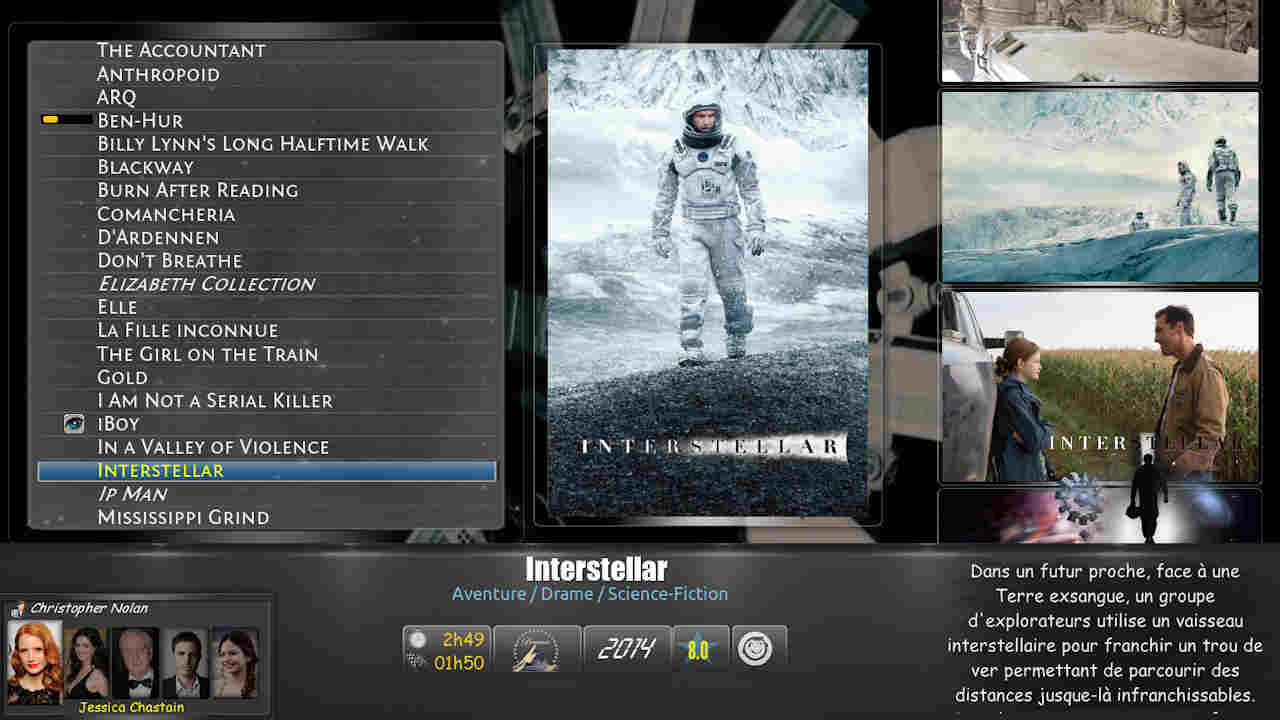 The Accountant
Anthropoid
ARQ
Ben-Hur
Billy Lynn's Long Halftime Walk
Blackway
Burn After Reading
Comancheria
D'Ardennen
Don't Breathe
Elizabeth Collection
Elle
La Fille inconnue
The Girl on the Train
Gold
I Am Not a Serial Killer
iBoy
In a Valley of Violence
Interstellar
Ip Man
Mississippi Grind
INTERSTELLAR
INTERSTELLAR
Interstellar
Aventure / Drame / Science-Fiction
2h49
01h50
2014
8.0
Christopher Nolan
Jessica Chastain
Dans un futur proche, face à une
Terre exsangue, un groupe
d'explorateurs utilise un vaisseau
interstellaire pour franchir un trou de
ver permettant de parcourir des
distances jusque-là infranchissables.